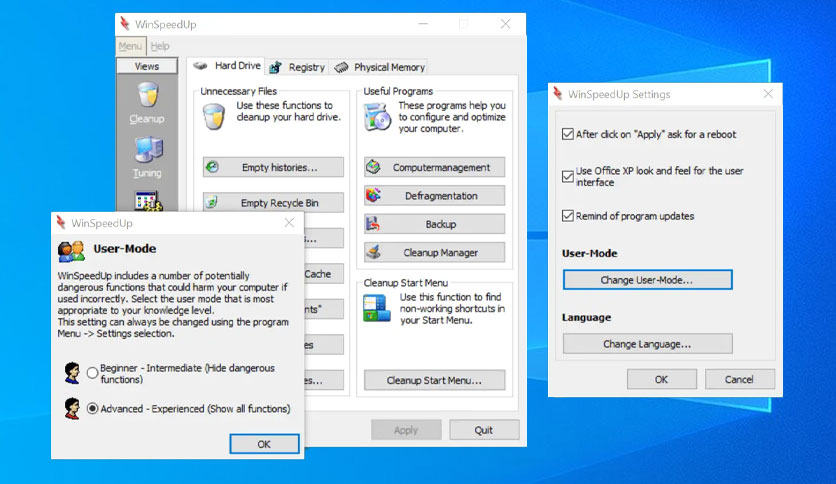 WinSpeedUp
Menu Help
Views
Cleanup
Tuning
Hard Drive
Registry
Physical Memory
Unnecessary Files
Use these functions to
cleanup your hard drive.
Empty histories...
Empty Recycle Bin
s...
Cache
nts"
es
es...
Useful Programs
These programs help you
to configure and optimize
your computer.
Computermanagement
Defragmentation
Backup
Cleanup Manager
Cleanup Start Menu
Use this function to find
non-working shortcuts in
your Start Menu.
Cleanup Start Menu...
Apply
Quit
WinSpeedUp
User-Mode
WinSpeedUp includes a number of potentially
dangerous functions that could harm your computer if
used incorrectly. Select the user mode that is most
appropriate to your knowledge level.
This setting can always be changed using the program
Menu -> Settings selection.
Beginner - Intermediate (Hide dangerous
functions)
Advanced - Experienced (Show all functions)
OK
WinSpeedUp Settings
After click on "Apply" ask for a reboot
Use Office XP look and feel for the user
interface
Remind of program updates
User-Mode
Change User-Mode...
Language
Change Language...
OK
Cancel